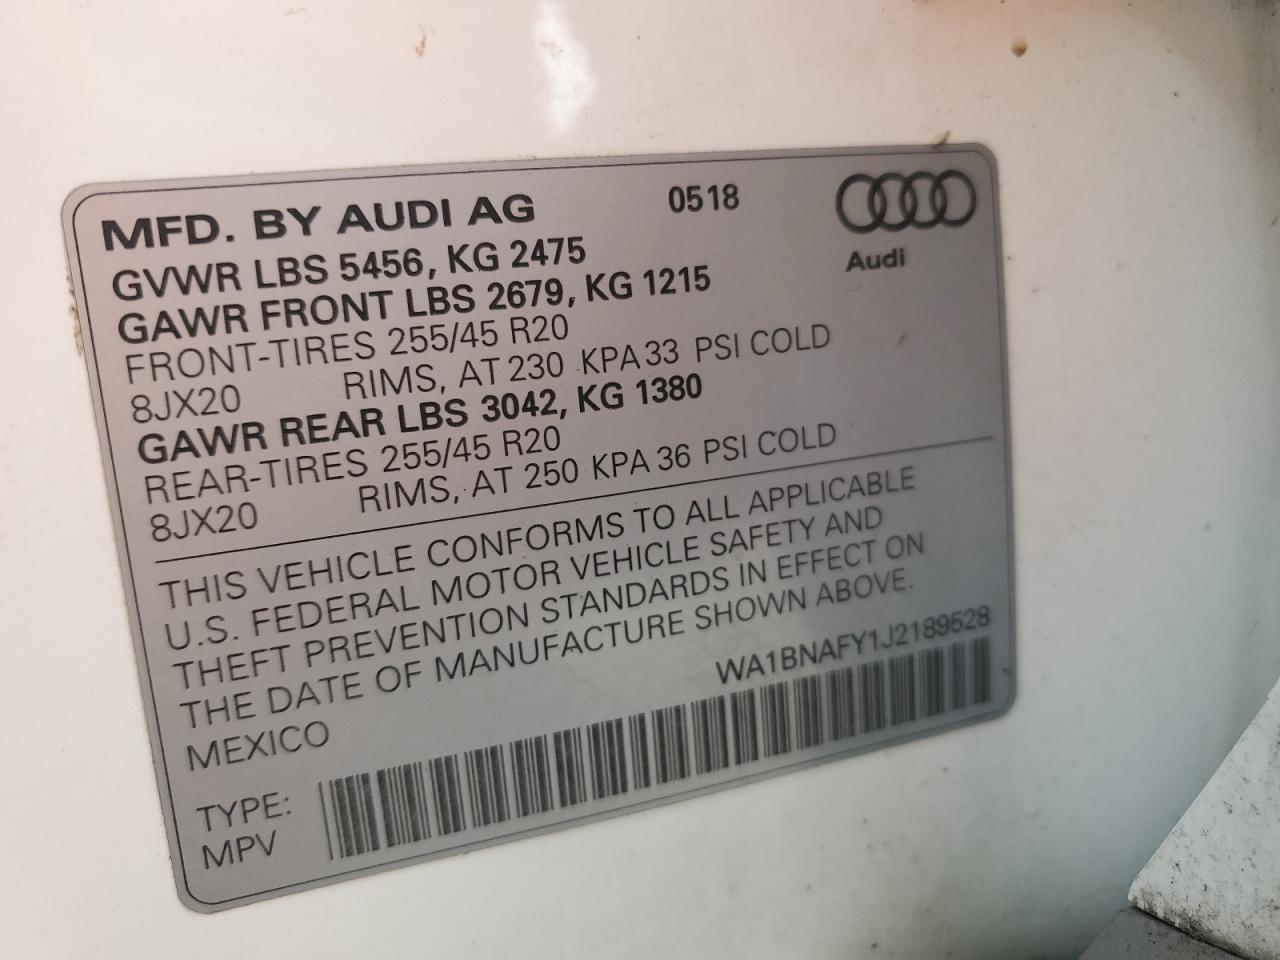 MFD. BY AUDI AG 0518
Audi
GVWR LBS 5456, KG 2475
GAWR FRONT LBS 2679, KG 1215
FRONT-TIRES 255/45 R20
8JX20 RIMS, AT 230 KPA 33 PSI COLD
GAWR REAR LBS 3042, KG 1380
REAR-TIRES 255/45 R20
8JX20 RIMS, AT 250 KPA 36 PSI COLD
THIS VEHICLE CONFORMS TO ALL APPLICABLE
U.S. FEDERAL MOTOR VEHICLE SAFETY AND
THEFT PREVENTION STANDARDS IN EFFECT ON
THE DATE OF MANUFACTURE SHOWN ABOVE.
MEXICO WA1BNAFY1J2189528
TYPE:
MPV